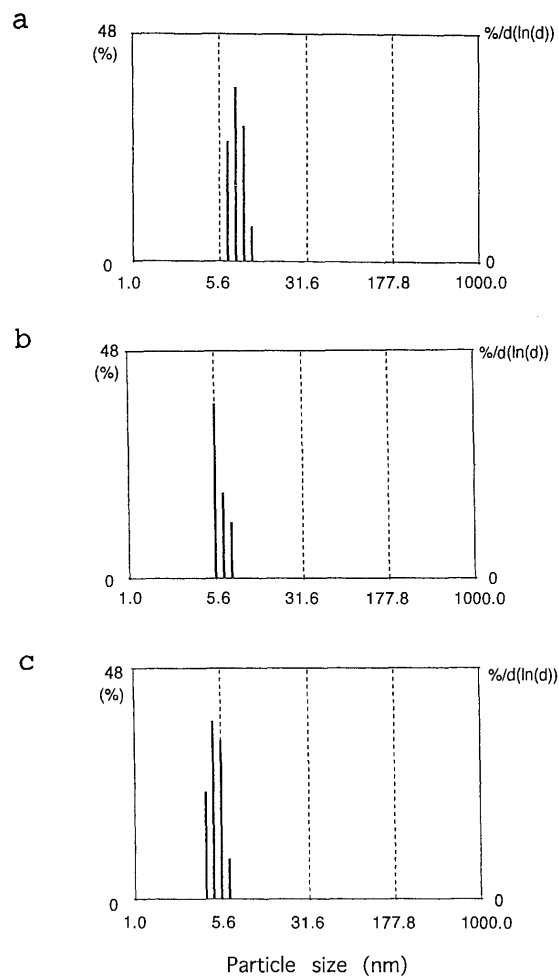 a
48 %/d(ln(d))
(%)
0 0
1.0 5.6 31.6 177.8 1000.0
b
48 %/d(ln(d))
(%)
0 0
1.0 5.6 31.6 177.8 1000.0
c
48 %/d(ln(d))
(%)
0 0
1.0 5.6 31.6 177.8 1000.0
Particle size (nm)